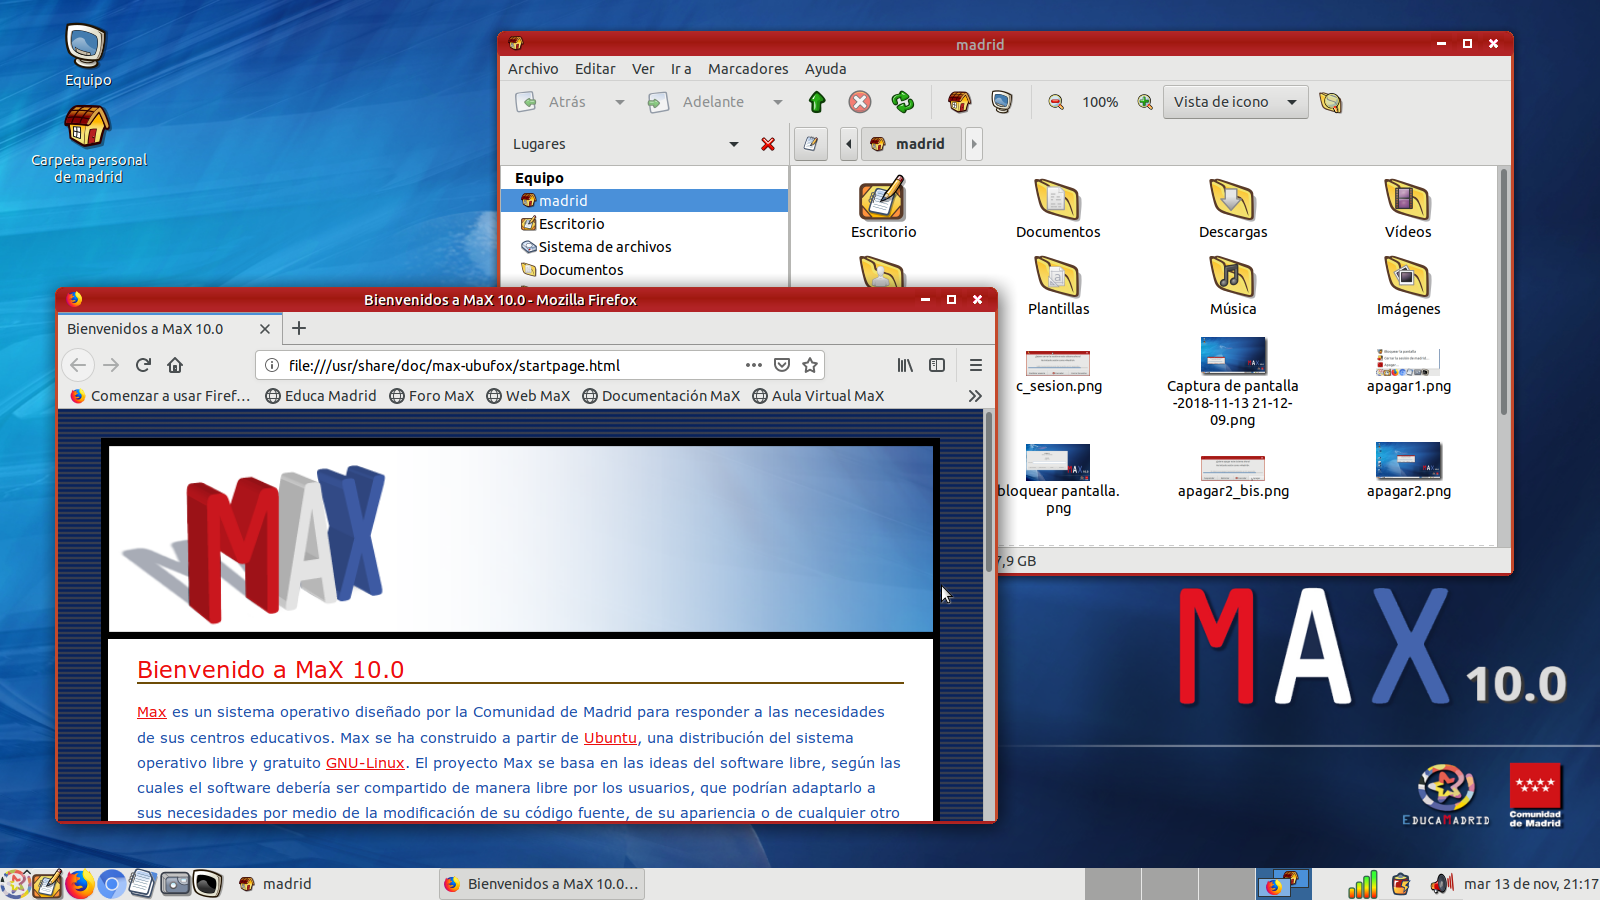 Equipo
Carpeta personal
de madrid
madrid
Archivo Editar Ver Ir a Marcadores Ayuda
Atrás Adelante 100% Vista de icono
Lugares
madrid
Equipo
madrid
Escritorio
Sistema de archivos
Documentos
Escritorio Documentos Descargas Vídeos
Plantillas Música Imágenes
c_sesion.png
Captura de pantalla
-2018-11-13 21-12-
09.png
apagar1.png
bloquear pantalla.
png
apagar2_bis.png
apagar2.png
7,9 GB
Bienvenidos a MaX 10.0 - Mozilla Firefox
Bienvenidos a MaX 10.0
file:///usr/share/doc/max-ubufox/startpage.html
Comenzar a usar Firef… Educa Madrid Foro MaX Web MaX Documentación MaX Aula Virtual MaX
MAX
Bienvenido a MaX 10.0
Max es un sistema operativo diseñado por la Comunidad de Madrid para responder a las necesidades
de sus centros educativos. Max se ha construido a partir de Ubuntu, una distribución del sistema
operativo libre y gratuito GNU-Linux. El proyecto Max se basa en las ideas del software libre, según las
cuales el software debería ser compartido de manera libre por los usuarios, que podrían adaptarlo a
sus necesidades por medio de la modificación de su código fuente, de su apariencia o de cualquier otro
MAX 10.0
EDUCAMADRID
Comunidad
de Madrid
madrid
Bienvenidos a MaX 10.0…
mar 13 de nov, 21:17